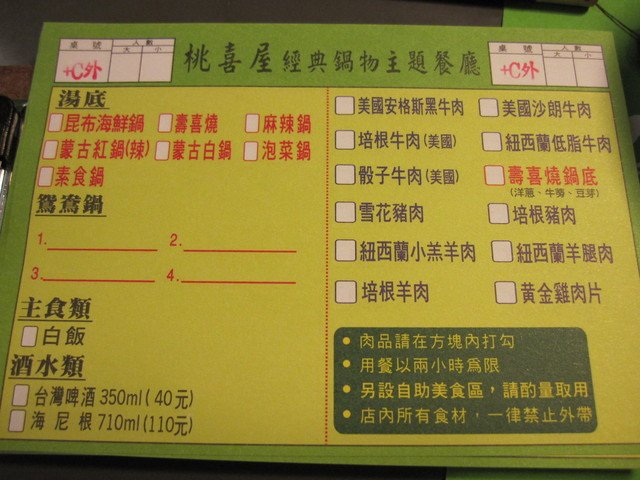 桌號 人數
大 小
+C外
桃喜屋 經典鍋物主題餐廳
桌號 人數
大 小
+C外
湯底
昆布海鮮鍋 壽喜燒 麻辣鍋
蒙古紅鍋(辣) 蒙古白鍋 泡菜鍋
素食鍋
鴛鴦鍋
1. 2.
3. 4.
主食類
白飯
酒水類
台灣啤酒 350ml ( 40元)
海尼根 710ml (110元)
美國安格斯黑牛肉 美國沙朗牛肉
培根牛肉(美國) 紐西蘭低脂牛肉
骰子牛肉(美國) 壽喜燒鍋底
(洋蔥、牛蒡、豆芽)
雪花豬肉 培根豬肉
紐西蘭小羔羊肉 紐西蘭羊腿肉
培根羊肉 黃金雞肉片
• 肉品請在方塊內打勾
• 用餐以兩小時為限
• 另設自助美食區，請酌量取用
• 店內所有食材，一律禁止外帶